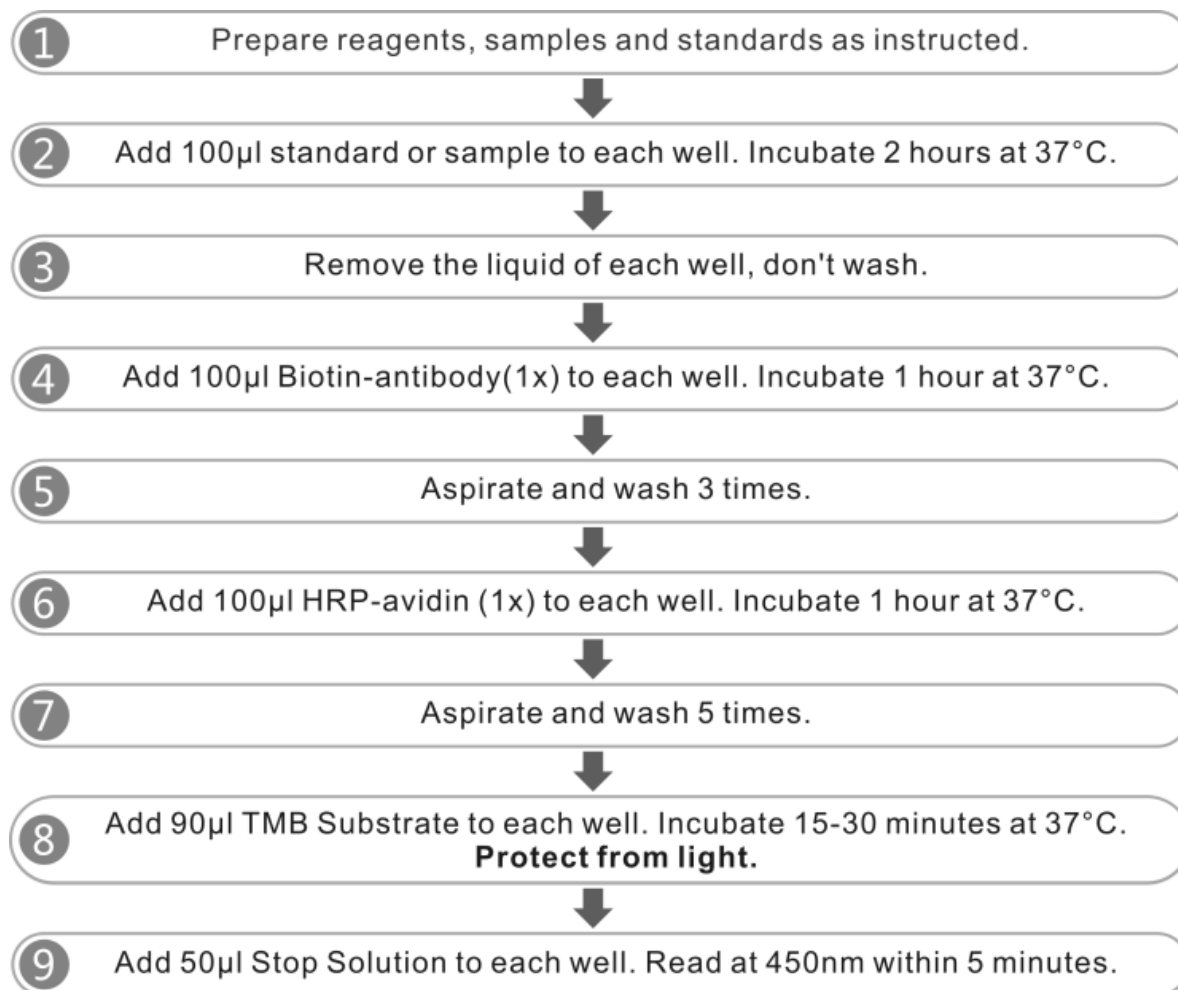 1 Prepare reagents, samples and standards as instructed.
2 Add 100μl standard or sample to each well. Incubate 2 hours at 37°C.
3 Remove the liquid of each well, don't wash.
4 Add 100μl Biotin-antibody(1x) to each well. Incubate 1 hour at 37°C.
5 Aspirate and wash 3 times.
6 Add 100μl HRP-avidin (1x) to each well. Incubate 1 hour at 37°C.
7 Aspirate and wash 5 times.
8 Add 90μl TMB Substrate to each well. Incubate 15-30 minutes at 37°C.
Protect from light.
9 Add 50μl Stop Solution to each well. Read at 450nm within 5 minutes.